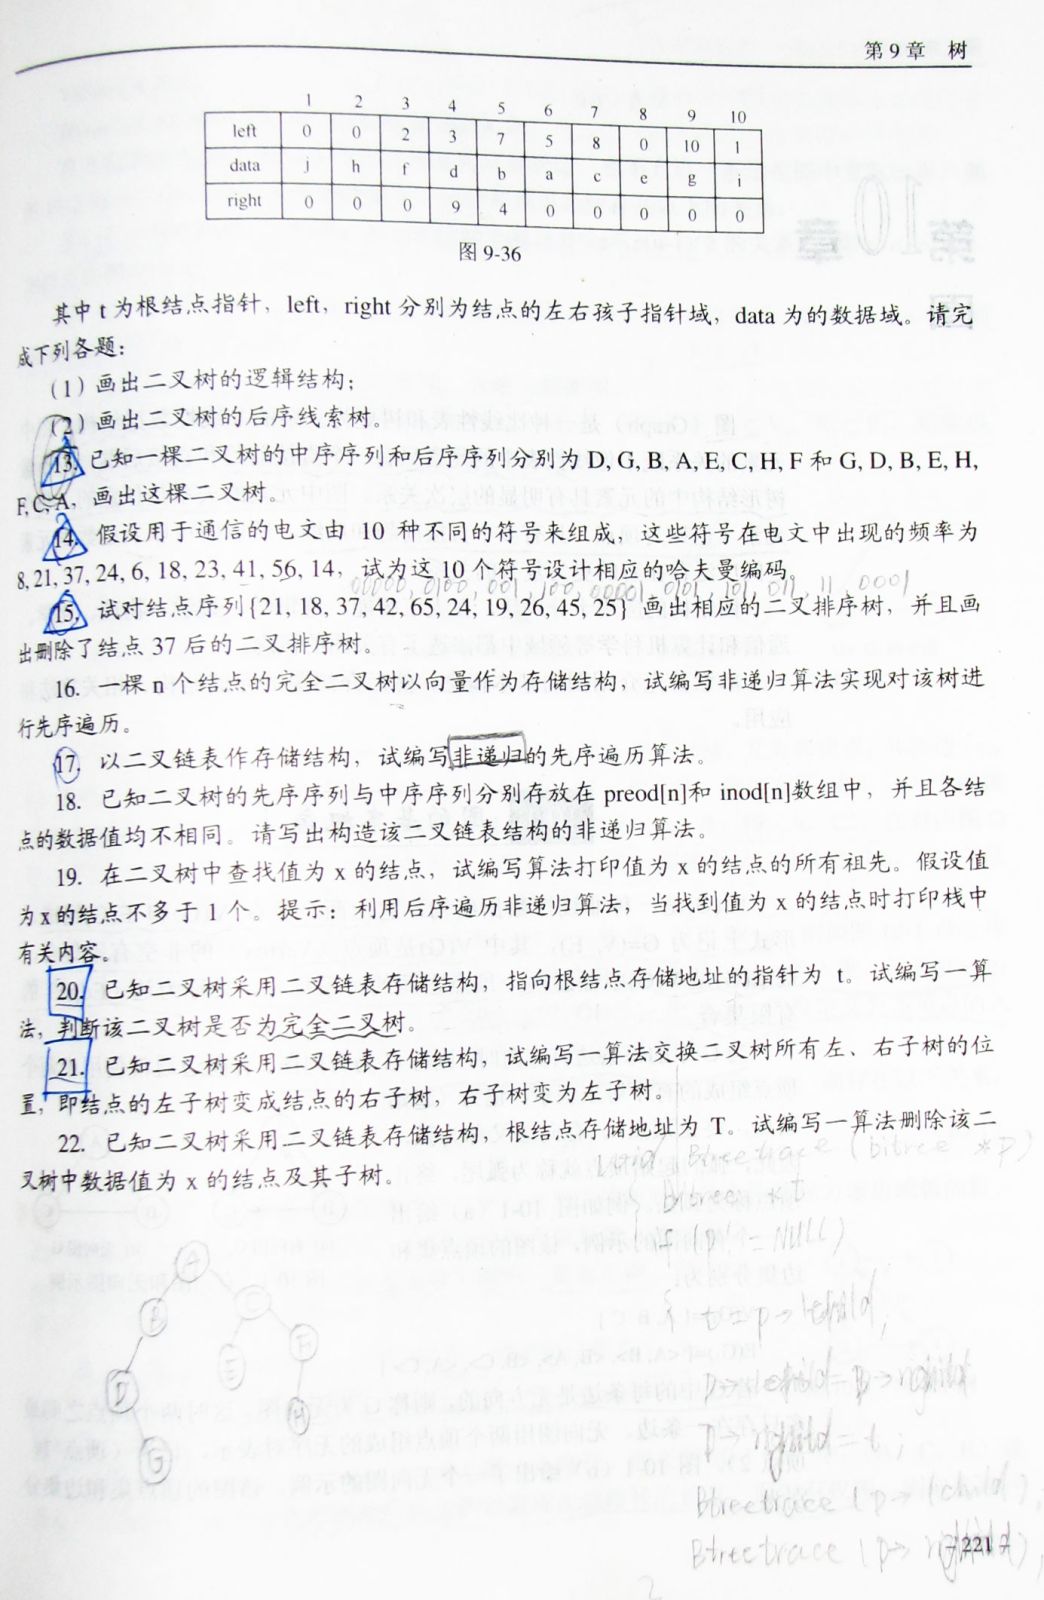 第9章 树
1 2 3 4 5 6 7 8 9 10
left 0 0 2 3 7 5 8 0 10 1
data j h f d b a c e g i
right 0 0 0 9 4 0 0 0 0 0
图 9-36
其中 t 为根结点指针，left，right 分别为结点的左右孩子指针域，data 为的数据域。请完
成下列各题：
（1）画出二叉树的逻辑结构；
（2）画出二叉树的后序线索树。
13. 已知一棵二叉树的中序序列和后序序列分别为 D, G, B, A, E, C, H, F 和 G, D, B, E, H,
F, C, A，画出这棵二叉树。
14. 假设用于通信的电文由 10 种不同的符号来组成，这些符号在电文中出现的频率为
8, 21, 37, 24, 6, 18, 23, 41, 56, 14，试为这 10 个符号设计相应的哈夫曼编码。
00000, 0100, 001, 100, 00001, 0101, 101, 011, 11, 0001
15. 试对结点序列{21, 18, 37, 42, 65, 24, 19, 26, 45, 25} 画出相应的二叉排序树，并且画
出删除了结点 37 后的二叉排序树。
16. 一棵 n 个结点的完全二叉树以向量作为存储结构，试编写非递归算法实现对该树进
行先序遍历。
17. 以二叉链表作存储结构，试编写非递归的先序遍历算法。
18. 已知二叉树的先序序列与中序序列分别存放在 preod[n]和 inod[n]数组中，并且各结
点的数据值均不相同。请写出构造该二叉链表结构的非递归算法。
19. 在二叉树中查找值为 x 的结点，试编写算法打印值为 x 的结点的所有祖先。假设值
为 x 的结点不多于 1 个。提示：利用后序遍历非递归算法，当找到值为 x 的结点时打印栈中
有关内容。
20. 已知二叉树采用二叉链表存储结构，指向根结点存储地址的指针为 t。试编写一算
法，判断该二叉树是否为完全二叉树。
21. 已知二叉树采用二叉链表存储结构，试编写一算法交换二叉树所有左、右子树的位
置，即结点的左子树变成结点的右子树，右子树变为左子树。
22. 已知二叉树采用二叉链表存储结构，根结点存储地址为 T。试编写一算法删除该二
叉树中数据值为 x 的结点及其子树。
void Btreetrace (bitree *p)
{ Bitree *t
if (p != NULL)
{ t = p → lchild;
p → lchild = p → rchild
p → rchild = t;
Btreetrace (p → lchild);
Btreetrace (p → rchild);
A
B C
D E F
G H
221